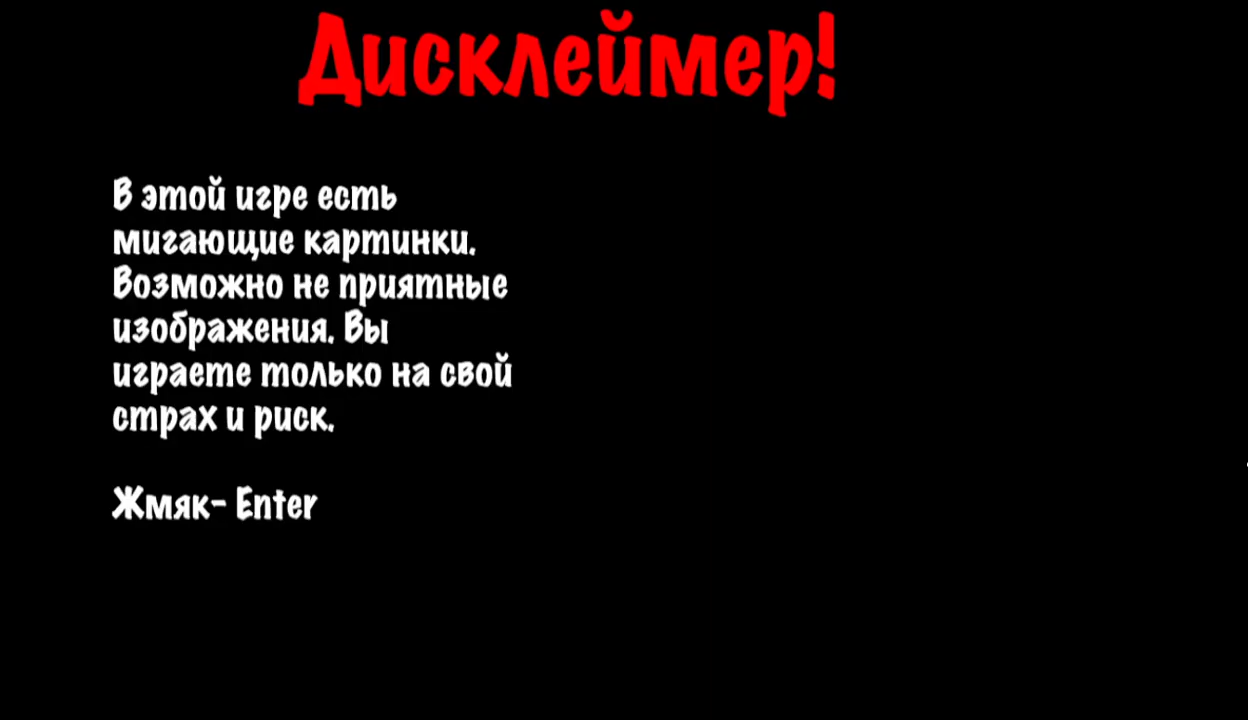 Дисклеймер!
В этой игре есть
мигающие картинки.
Возможно не приятные
изображения. Вы
играете только на свой
страх и риск.
Жмяк- Enter